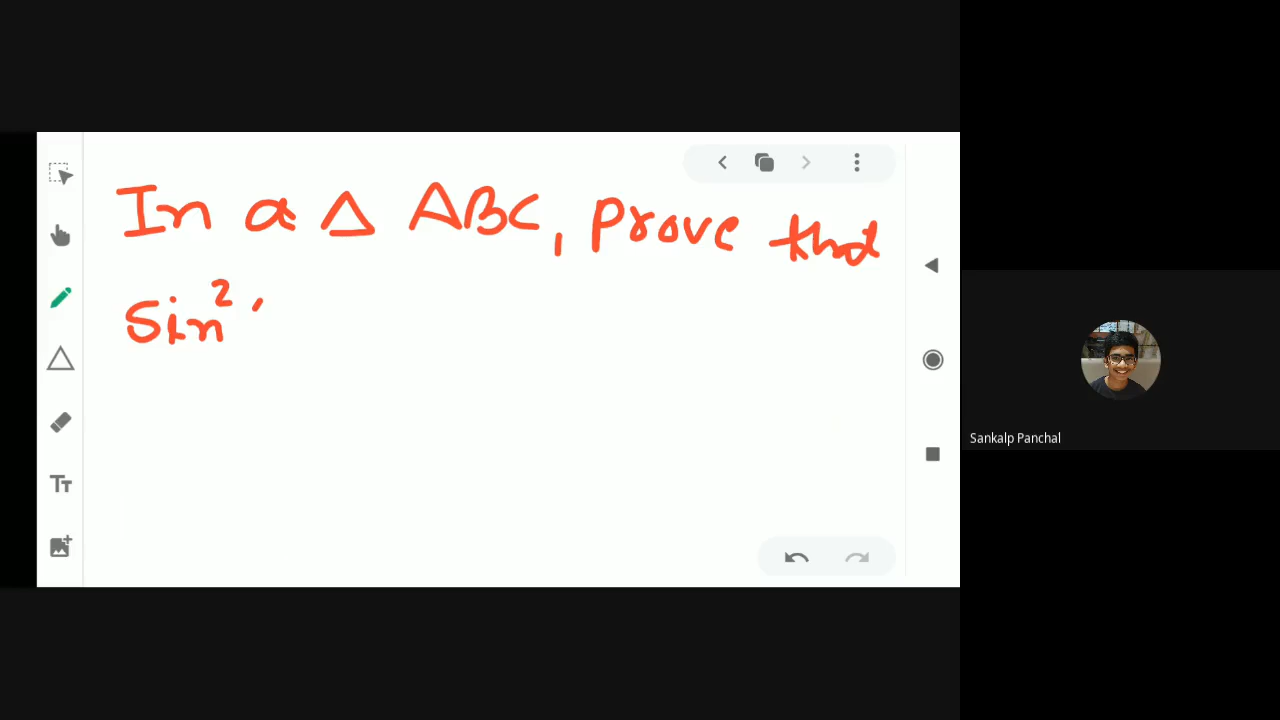 In a Δ ABC, prove that
Sin²
Sankalp Panchal